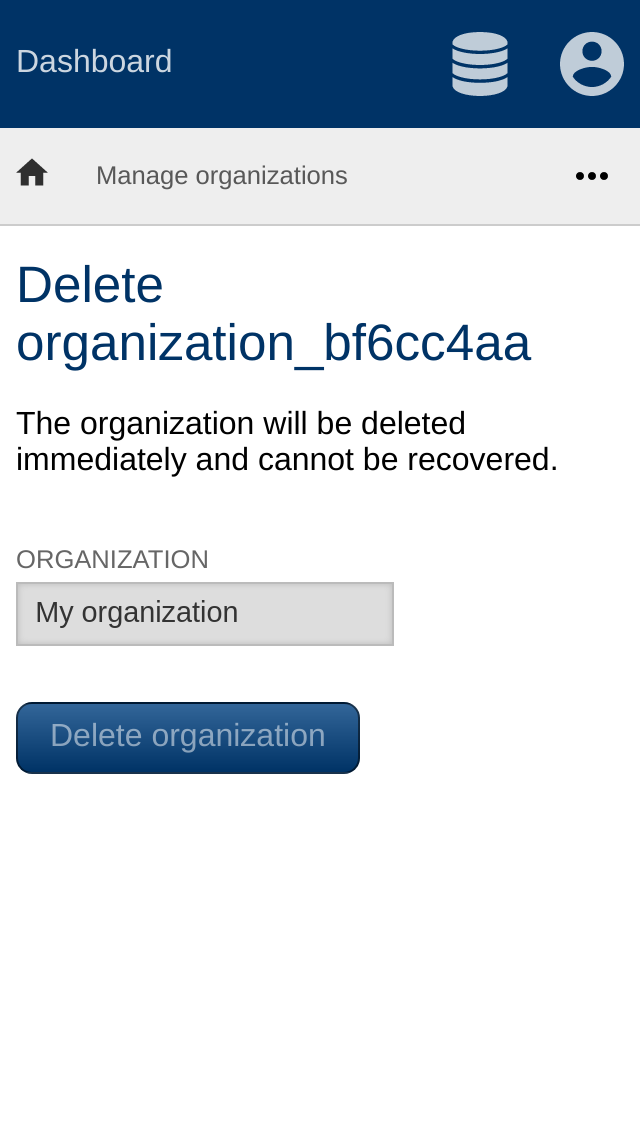 Dashboard
Manage organizations
Delete
organization_bf6cc4aa
The organization will be deleted
immediately and cannot be recovered.
ORGANIZATION
My organization
Delete organization